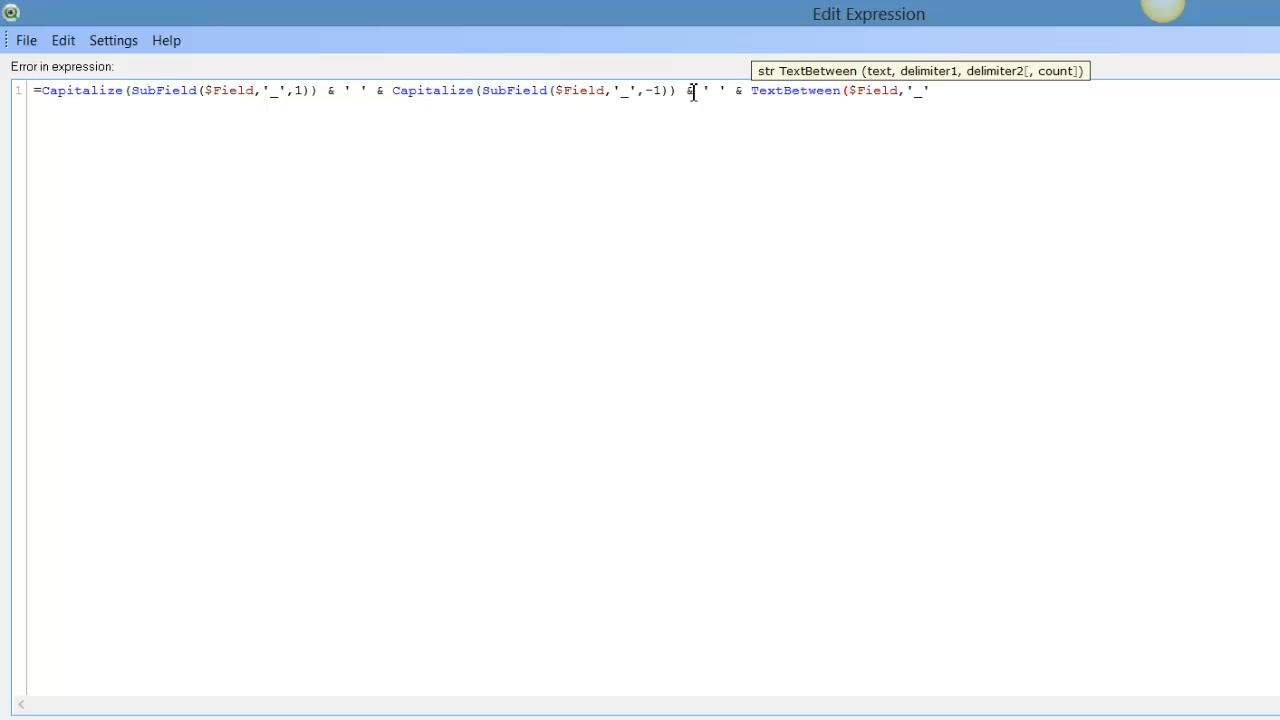 Edit Expression
File Edit Settings Help
Error in expression:
str TextBetween (text, delimiter1, delimiter2[, count])
1 =Capitalize(SubField($Field,'_',1)) & ' ' & Capitalize(SubField($Field,'_',-1)) & ' ' & TextBetween($Field,'_'